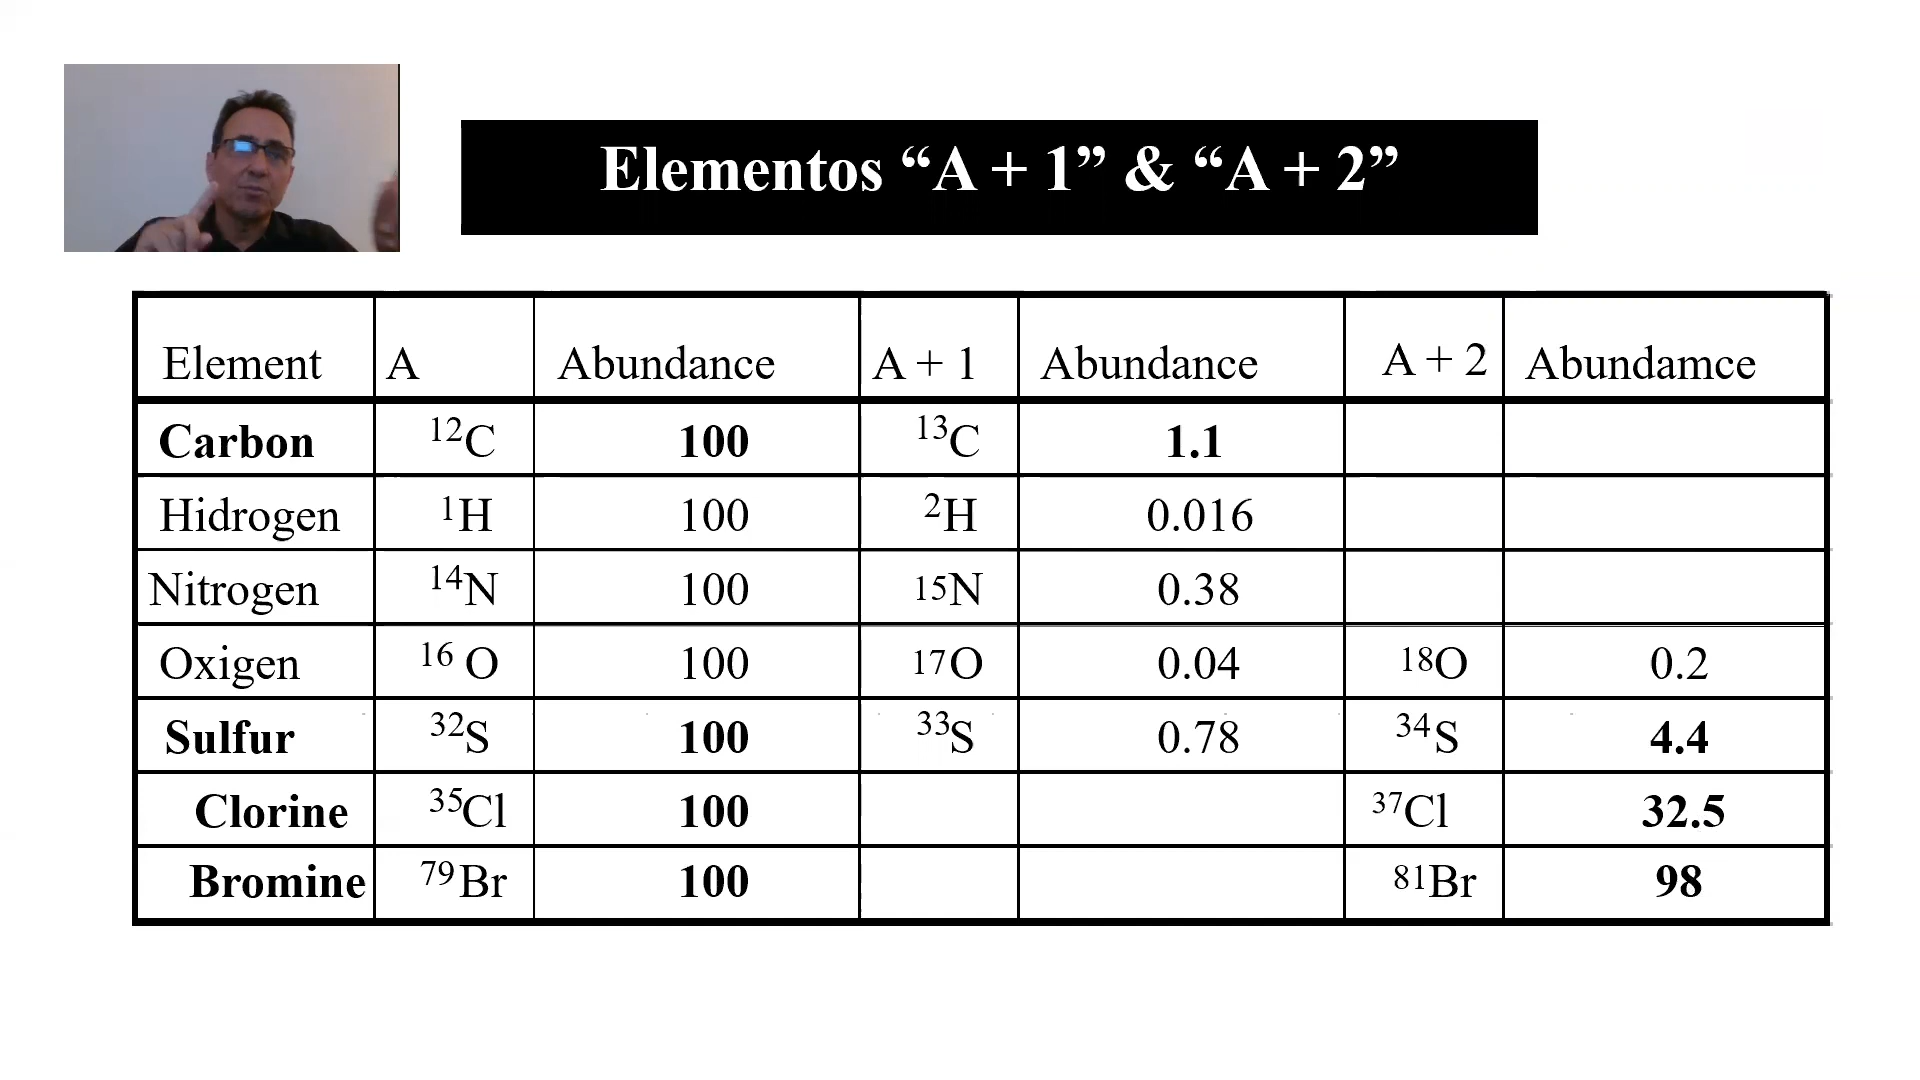 Elementos “A + 1” & “A + 2”
Element A Abundance A + 1 Abundance A + 2 Abundamce
Carbon ¹²C 100 ¹³C 1.1
Hidrogen ¹H 100 ²H 0.016
Nitrogen ¹⁴N 100 ¹⁵N 0.38
Oxigen ¹⁶ O 100 ¹⁷O 0.04 ¹⁸O 0.2
Sulfur ³²S 100 ³³S 0.78 ³⁴S 4.4
Clorine ³⁵Cl 100 ³⁷Cl 32.5
Bromine ⁷⁹Br 100 ⁸¹Br 98